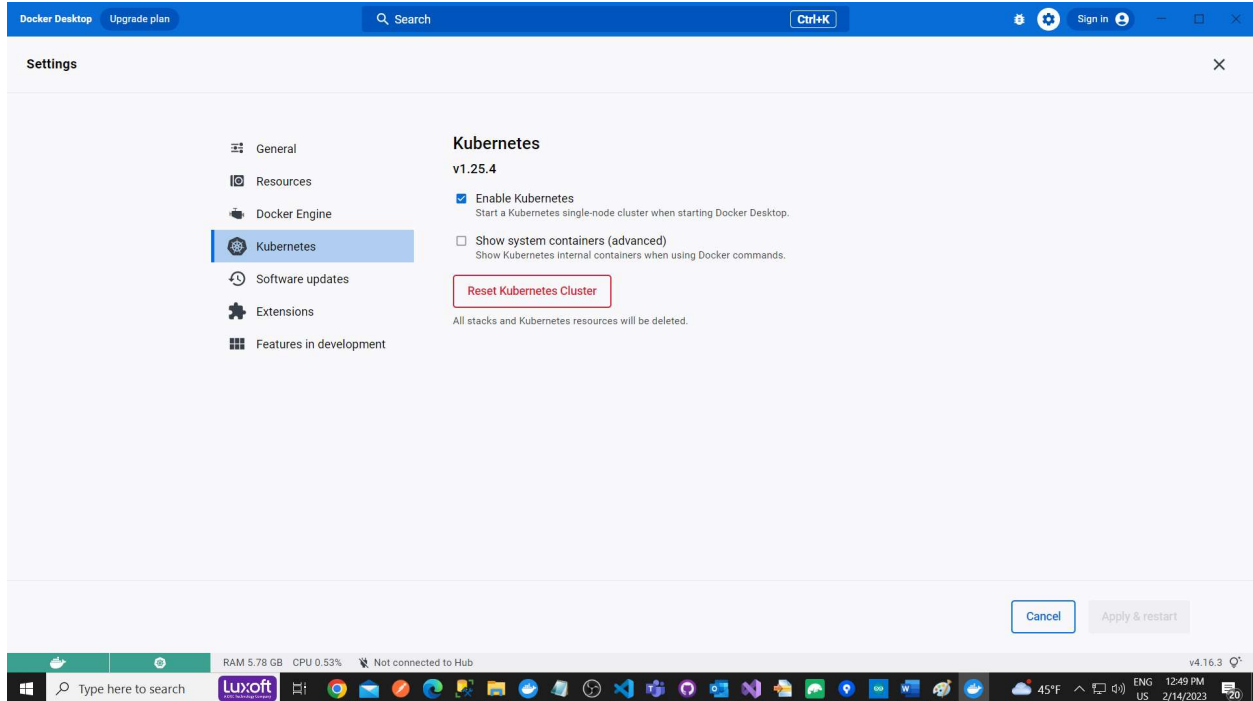 Docker Desktop Upgrade plan Search Ctrl+K Sign in
Settings
General
Resources
Docker Engine
Kubernetes
Software updates
Extensions
Features in development
Kubernetes
v1.25.4
Enable Kubernetes
Start a Kubernetes single-node cluster when starting Docker Desktop.
Show system containers (advanced)
Show Kubernetes internal containers when using Docker commands.
Reset Kubernetes Cluster
All stacks and Kubernetes resources will be deleted.
Cancel Apply & restart
RAM 5.78 GB CPU 0.53% Not connected to Hub v4.16.3
Type here to search Luxoft 45°F ENG 12:49 PM
US 2/14/2023 20